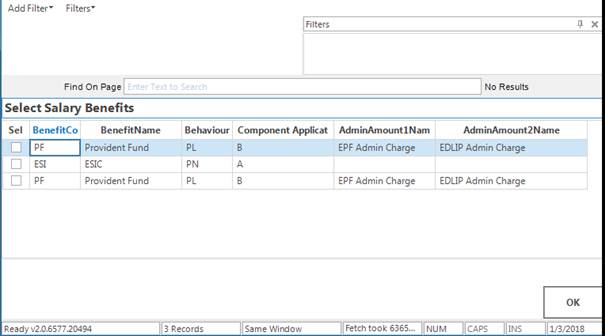 Add Filter Filters
Filters
Find On Page Enter Text to Search No Results
Select Salary Benefits
Sel BenefitCo BenefitName Behaviour Component Applicat AdminAmount1Nam AdminAmount2Name
PF Provident Fund PL B EPF Admin Charge EDLIP Admin Charge
ESI ESIC PN A
PF Provident Fund PL B EPF Admin Charge EDLIP Admin Charge
OK
Ready v2.0.6577.20494 3 Records Same Window Fetch took 6365... NUM CAPS INS 1/3/2018